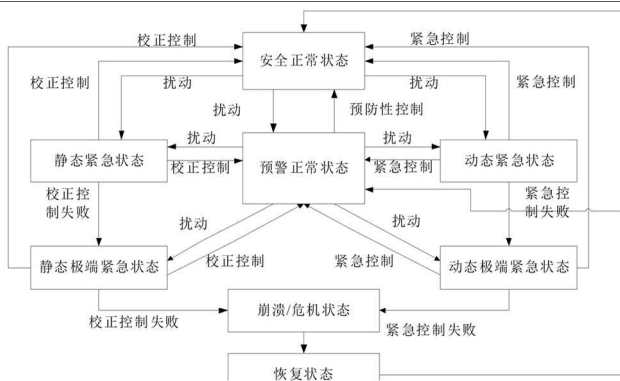 校正控制
紧急控制
安全正常状态
校正控制
紧急控制
扰动
扰动
扰动
预防性控制
扰动
扰动
静态紧急状态
预警正常状态
动态紧急状态
校正控制
紧急控制
校正控
制失败
紧急控
制失败
扰动
扰动
静态极端紧急状态
校正控制
紧急控制
动态极端紧急状态
崩溃/危机状态
校正控制失败
紧急控制失败
恢复状态